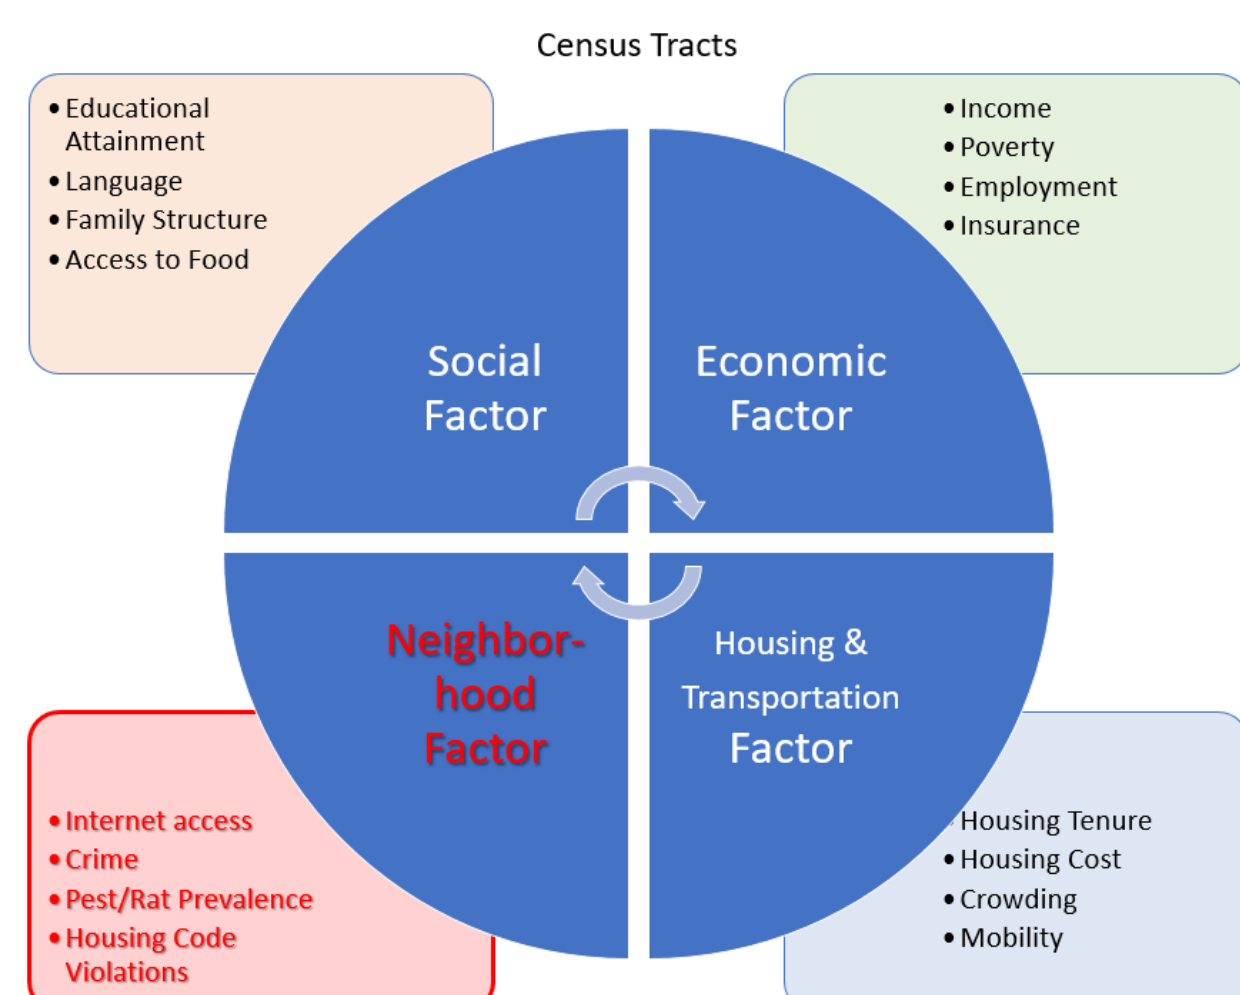 Census Tracts
• Educational
Attainment
• Language
• Family Structure
• Access to Food
• Income
• Poverty
• Employment
• Insurance
Social
Factor
Economic
Factor
Neighbor-
hood
Factor
Housing &
Transportation
Factor
• Internet access
• Crime
• Pest/Rat Prevalence
• Housing Code
Violations
• Housing Tenure
• Housing Cost
• Crowding
• Mobility